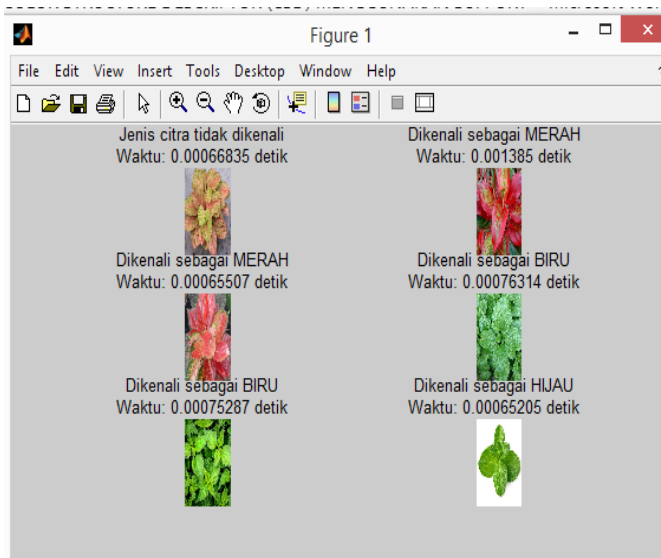 Figure 1
File Edit View Insert Tools Desktop Window Help
Jenis citra tidak dikenali
Waktu: 0.00066835 detik
Dikenali sebagai MERAH
Waktu: 0.001385 detik
Dikenali sebagai MERAH
Waktu: 0.00065507 detik
Dikenali sebagai BIRU
Waktu: 0.00076314 detik
Dikenali sebagai BIRU
Waktu: 0.00075287 detik
Dikenali sebagai HIJAU
Waktu: 0.00065205 detik